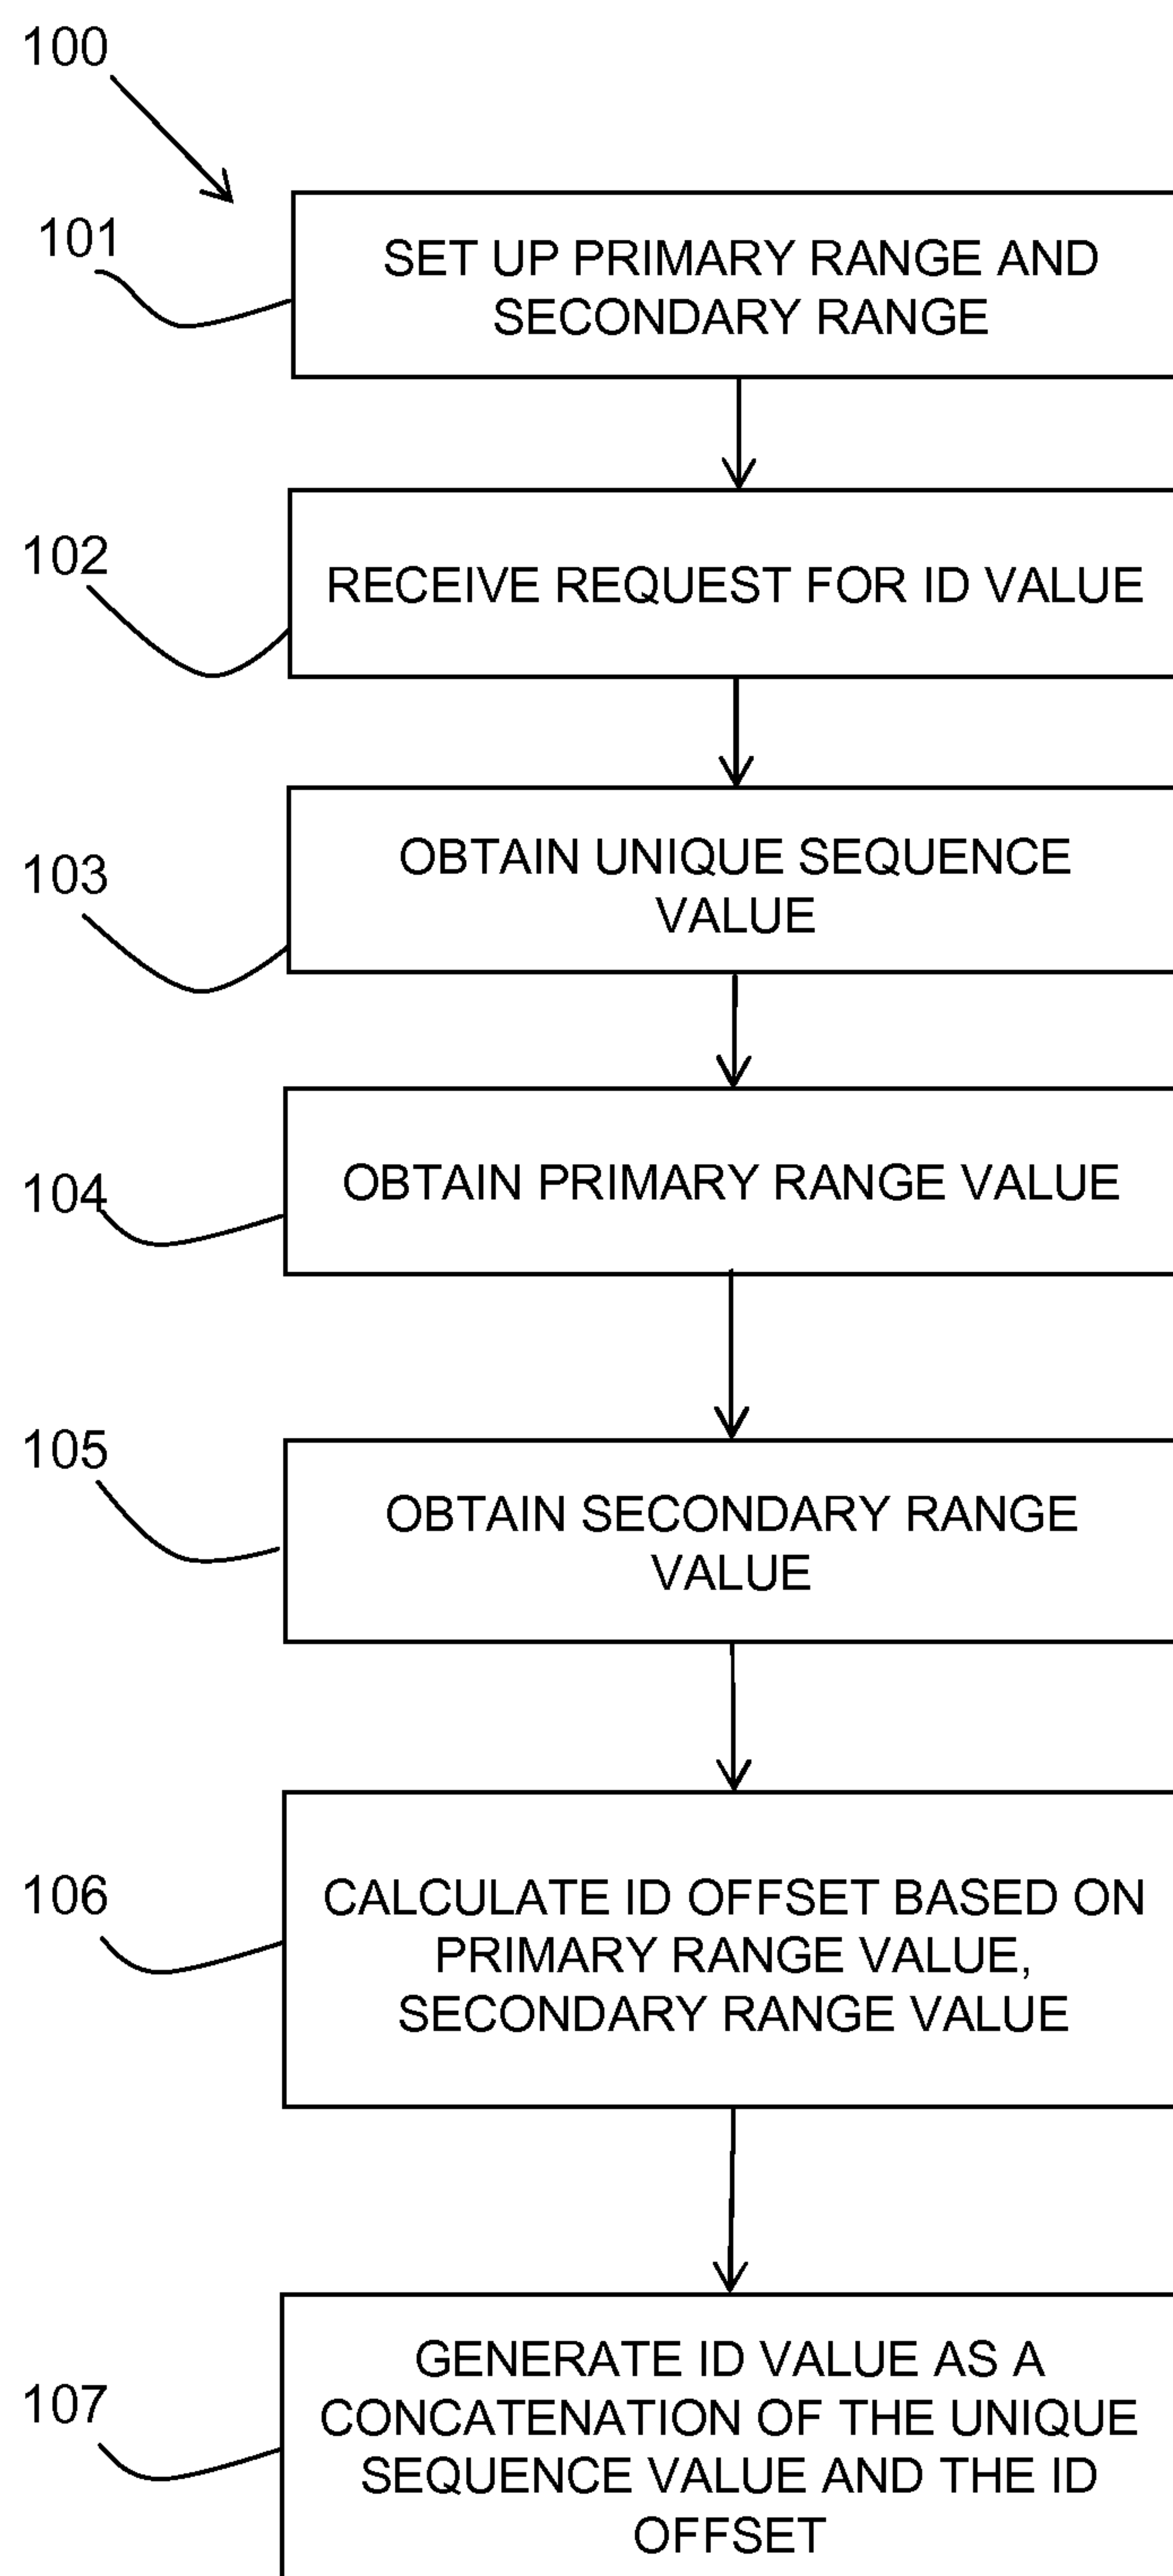 100
101
SET UP PRIMARY RANGE AND
SECONDARY RANGE
102
RECEIVE REQUEST FOR ID VALUE
103
OBTAIN UNIQUE SEQUENCE
VALUE
104
OBTAIN PRIMARY RANGE VALUE
105
OBTAIN SECONDARY RANGE
VALUE
106
CALCULATE ID OFFSET BASED ON
PRIMARY RANGE VALUE,
SECONDARY RANGE VALUE
107
GENERATE ID VALUE AS A
CONCATENATION OF THE UNIQUE
SEQUENCE VALUE AND THE ID
OFFSET